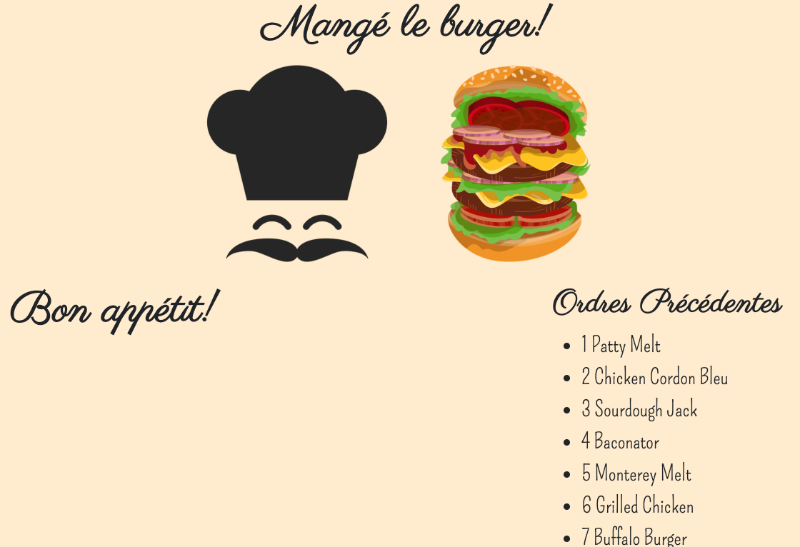 Mangé le burger!
Bon appétit!
Ordres Précédentes
1 Patty Melt
2 Chicken Cordon Bleu
3 Sourdough Jack
4 Baconator
5 Monterey Melt
6 Grilled Chicken
7 Buffalo Burger